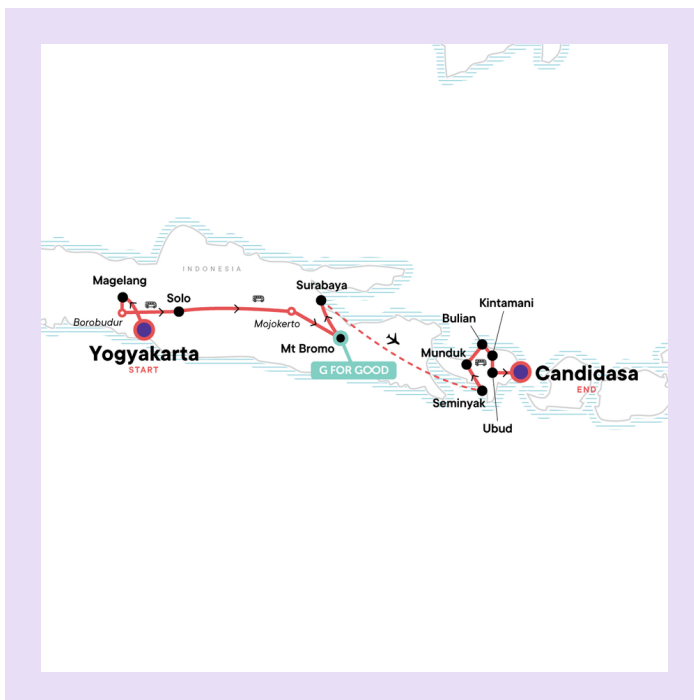 INDONESIA
Magelang
Solo
Surabaya
Kintamani
Bulian
Borobudur
Mojokerto
Mt Bromo
Munduk
Yogyakarta
START
G FOR GOOD
Candidasa
END
Seminyak
Ubud